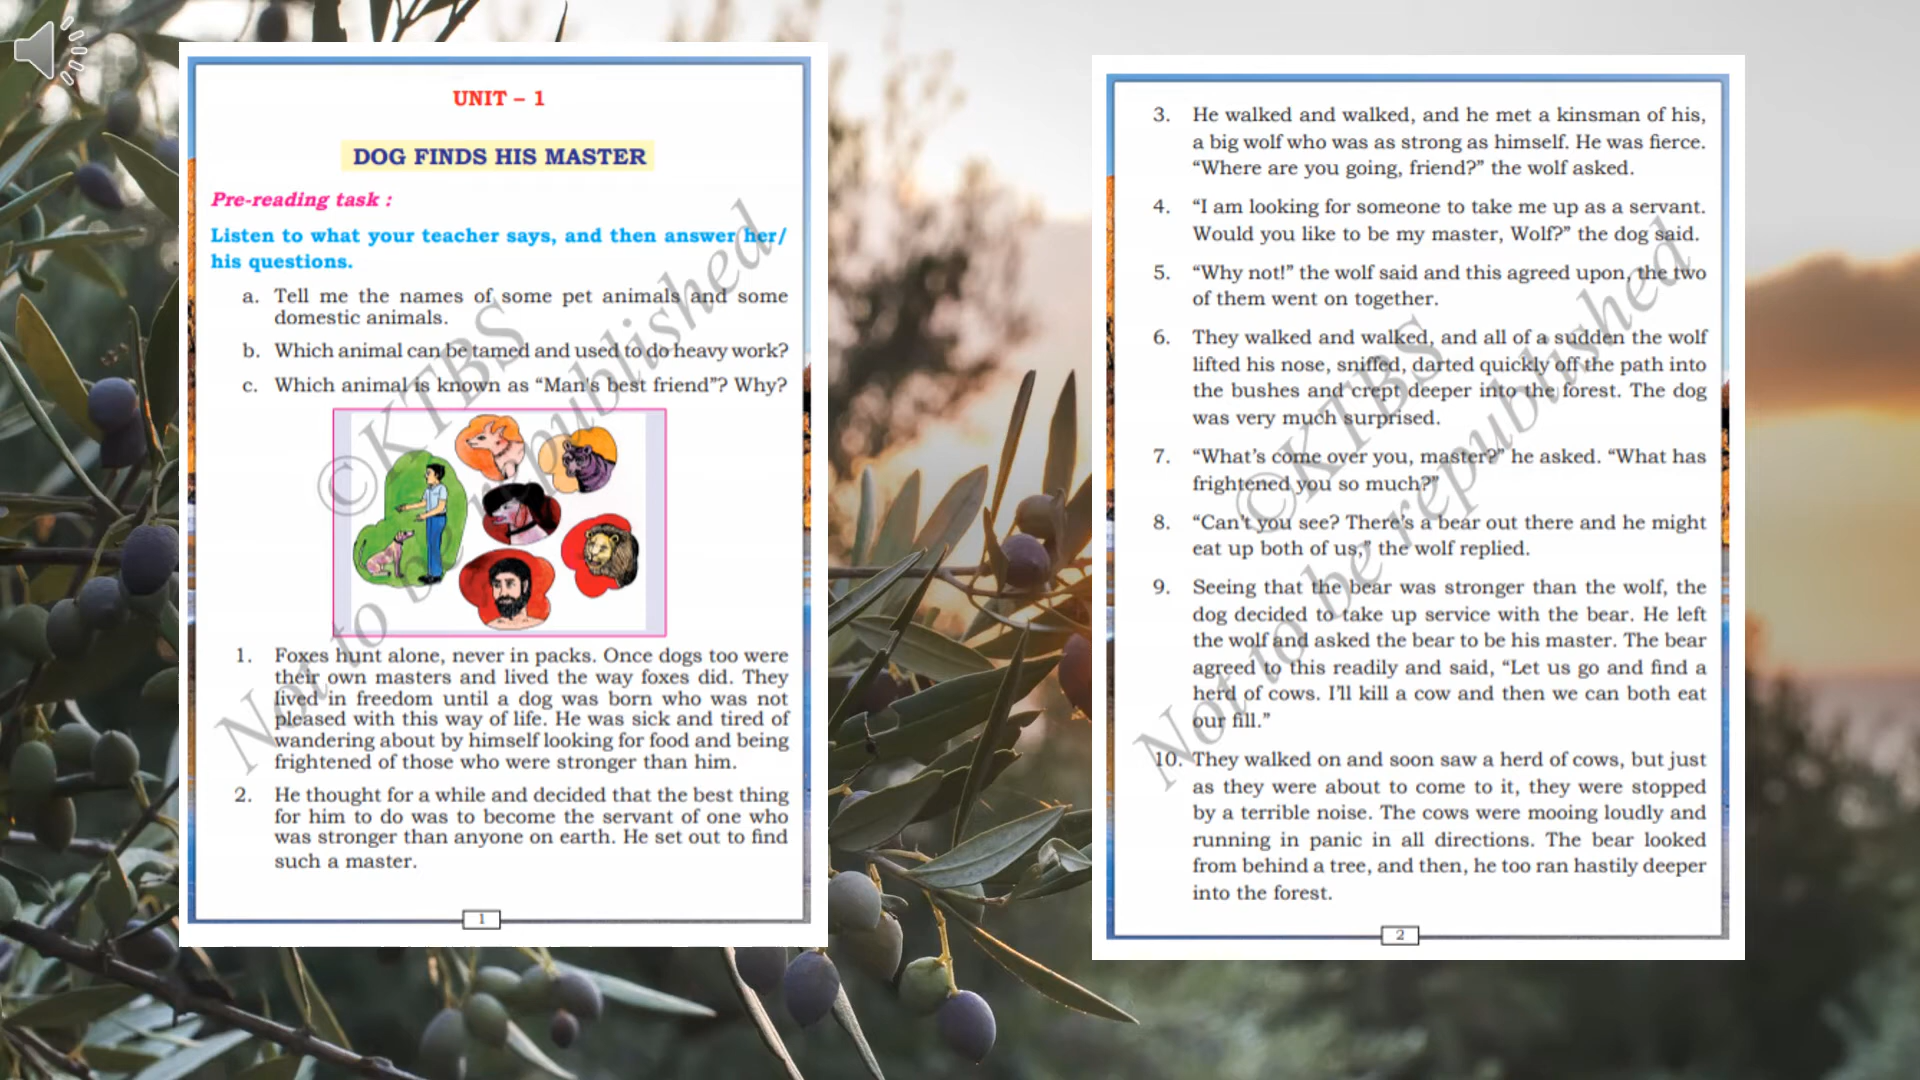 UNIT – 1
DOG FINDS HIS MASTER
Pre-reading task :
Listen to what your teacher says, and then answer her/
his questions.
a. Tell me the names of some pet animals and some
domestic animals.
b. Which animal can be tamed and used to do heavy work?
c. Which animal is known as “Man's best friend”? Why?
1. Foxes hunt alone, never in packs. Once dogs too were
their own masters and lived the way foxes did. They
lived in freedom until a dog was born who was not
pleased with this way of life. He was sick and tired of
wandering about by himself looking for food and being
frightened of those who were stronger than him.
2. He thought for a while and decided that the best thing
for him to do was to become the servant of one who
was stronger than anyone on earth. He set out to find
such a master.
1
©KTBS
Not to be republished
3. He walked and walked, and he met a kinsman of his,
a big wolf who was as strong as himself. He was fierce.
“Where are you going, friend?” the wolf asked.
4. “I am looking for someone to take me up as a servant.
Would you like to be my master, Wolf?” the dog said.
5. “Why not!” the wolf said and this agreed upon, the two
of them went on together.
6. They walked and walked, and all of a sudden the wolf
lifted his nose, sniffed, darted quickly off the path into
the bushes and crept deeper into the forest. The dog
was very much surprised.
7. “What’s come over you, master?” he asked. “What has
frightened you so much?”
8. “Can’t you see? There’s a bear out there and he might
eat up both of us,” the wolf replied.
9. Seeing that the bear was stronger than the wolf, the
dog decided to take up service with the bear. He left
the wolf and asked the bear to be his master. The bear
agreed to this readily and said, “Let us go and find a
herd of cows. I’ll kill a cow and then we can both eat
our fill.”
10. They walked on and soon saw a herd of cows, but just
as they were about to come to it, they were stopped
by a terrible noise. The cows were mooing loudly and
running in panic in all directions. The bear looked
from behind a tree, and then, he too ran hastily deeper
into the forest.
2
©KTBS
Not to be republished